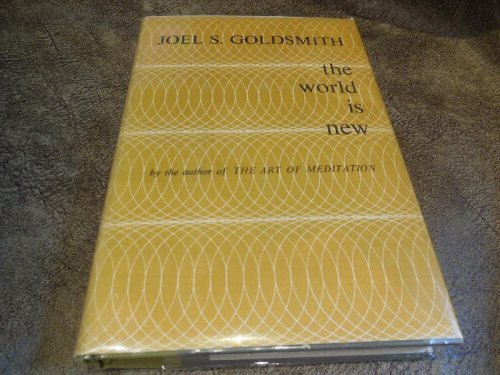 JOEL S. GOLDSMITH
the
world
is
new
by the author of THE ART OF MEDITATION